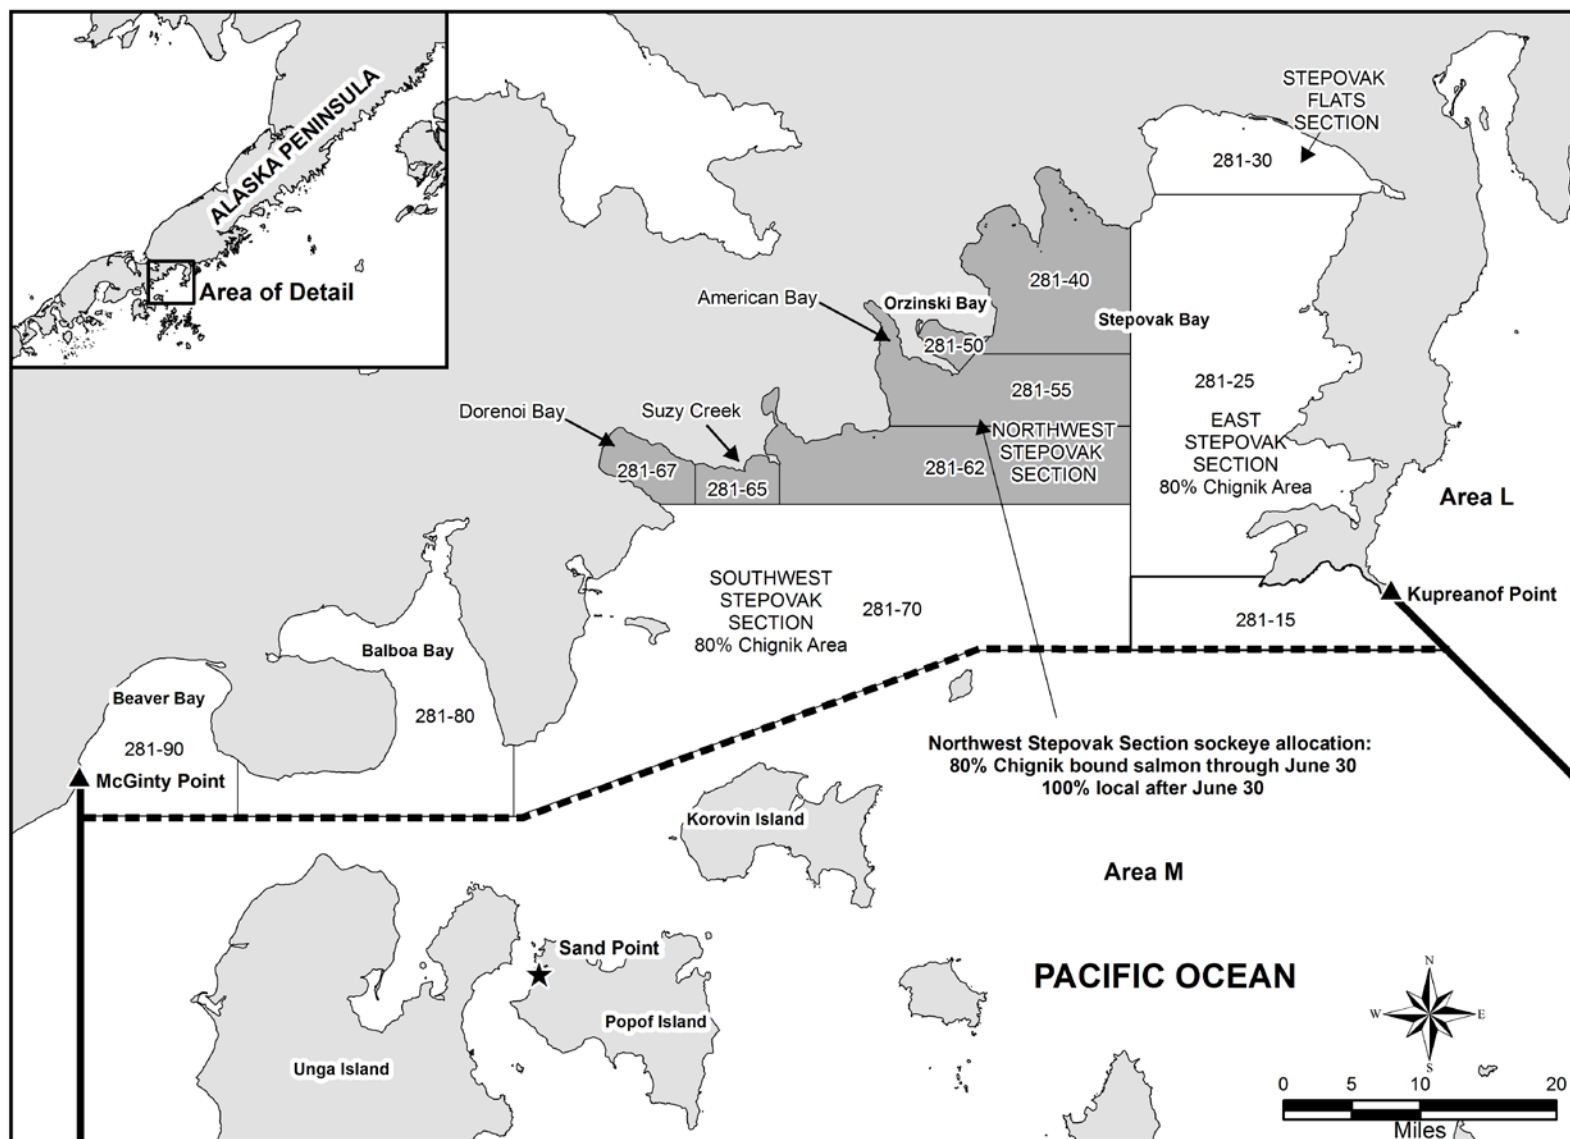 ALASKA PENINSULA
Area of Detail
STEPOVAK
FLATS
SECTION
281-30
American Bay
Orzinski Bay
281-40
Stepovak Bay
281-50
281-55
281-25
Dorenoi Bay
Suzy Creek
EAST
STEPOVAK
SECTION
80% Chignik Area
NORTHWEST
STEPOVAK
SECTION
281-67
281-65
281-62
Area L
SOUTHWEST
STEPOVAK
SECTION
80% Chignik Area
281-70
Kupreanof Point
281-15
Balboa Bay
Beaver Bay
281-80
281-90
McGinty Point
Northwest Stepovak Section sockeye allocation:
80% Chignik bound salmon through June 30
100% local after June 30
Korovin Island
Area M
Sand Point
PACIFIC OCEAN
Popof Island
Unga Island
N
W
E
S
0 5 10 20
Miles